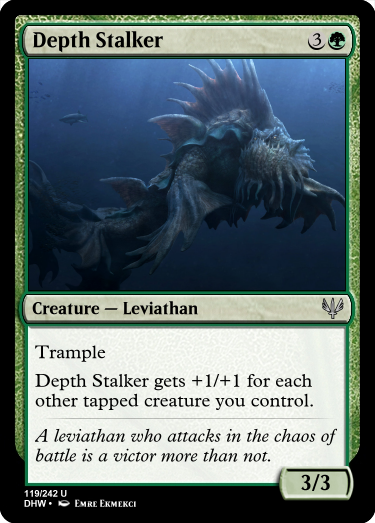 Depth Stalker 3
Creature — Leviathan
Trample
Depth Stalker gets +1/+1 for each
other tapped creature you control.
A leviathan who attacks in the chaos of
battle is a victor more than not.
3/3
119/242 U
DHW • Emre Ekmekci